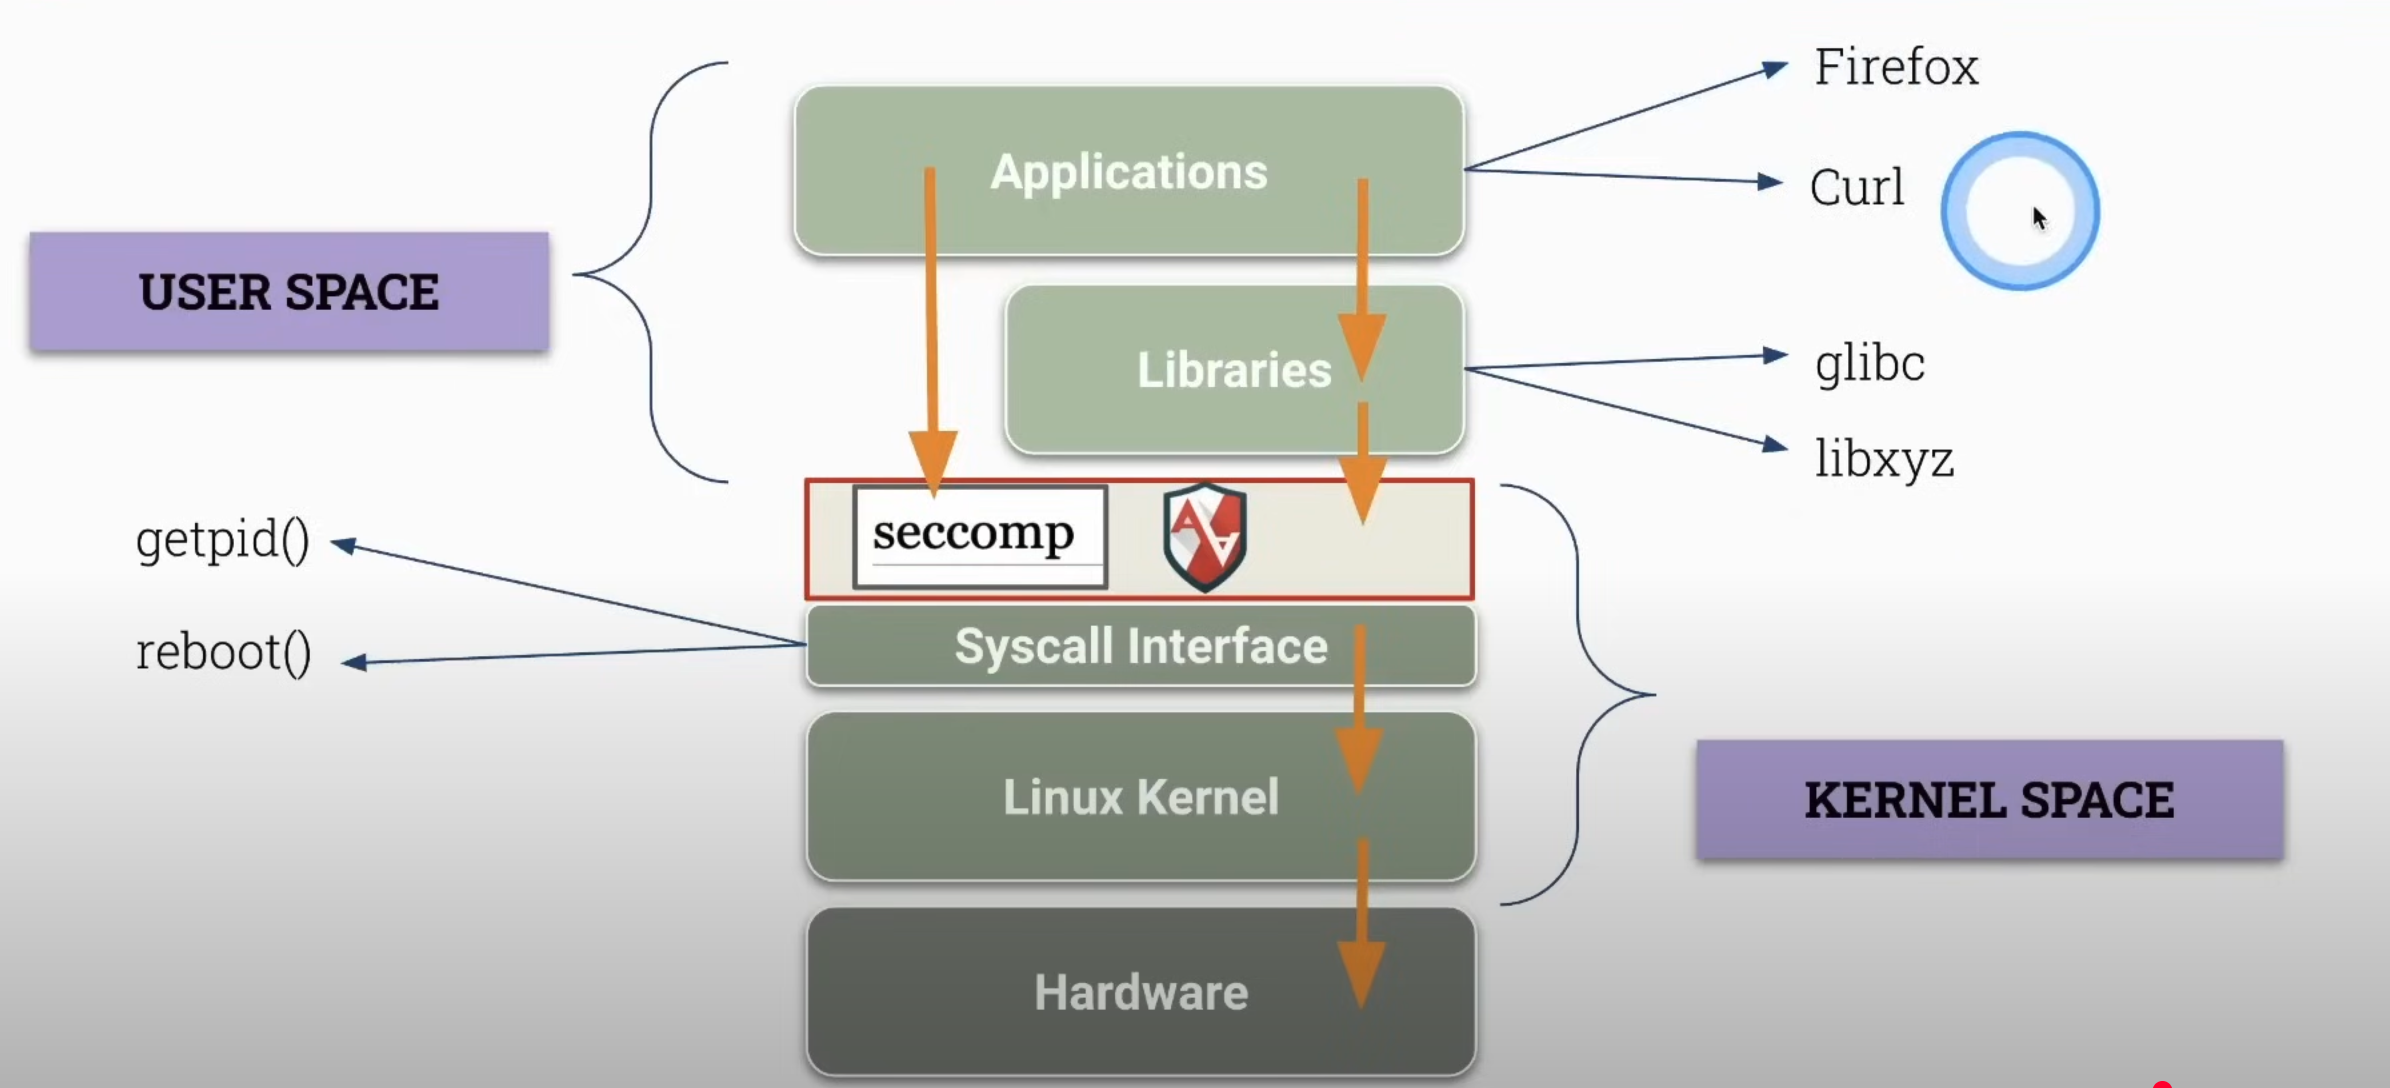 Firefox
Applications
Curl
USER SPACE
Libraries
glibc
libxyz
seccomp
getpid()
Syscall Interface
reboot()
Linux Kernel
KERNEL SPACE
Hardware